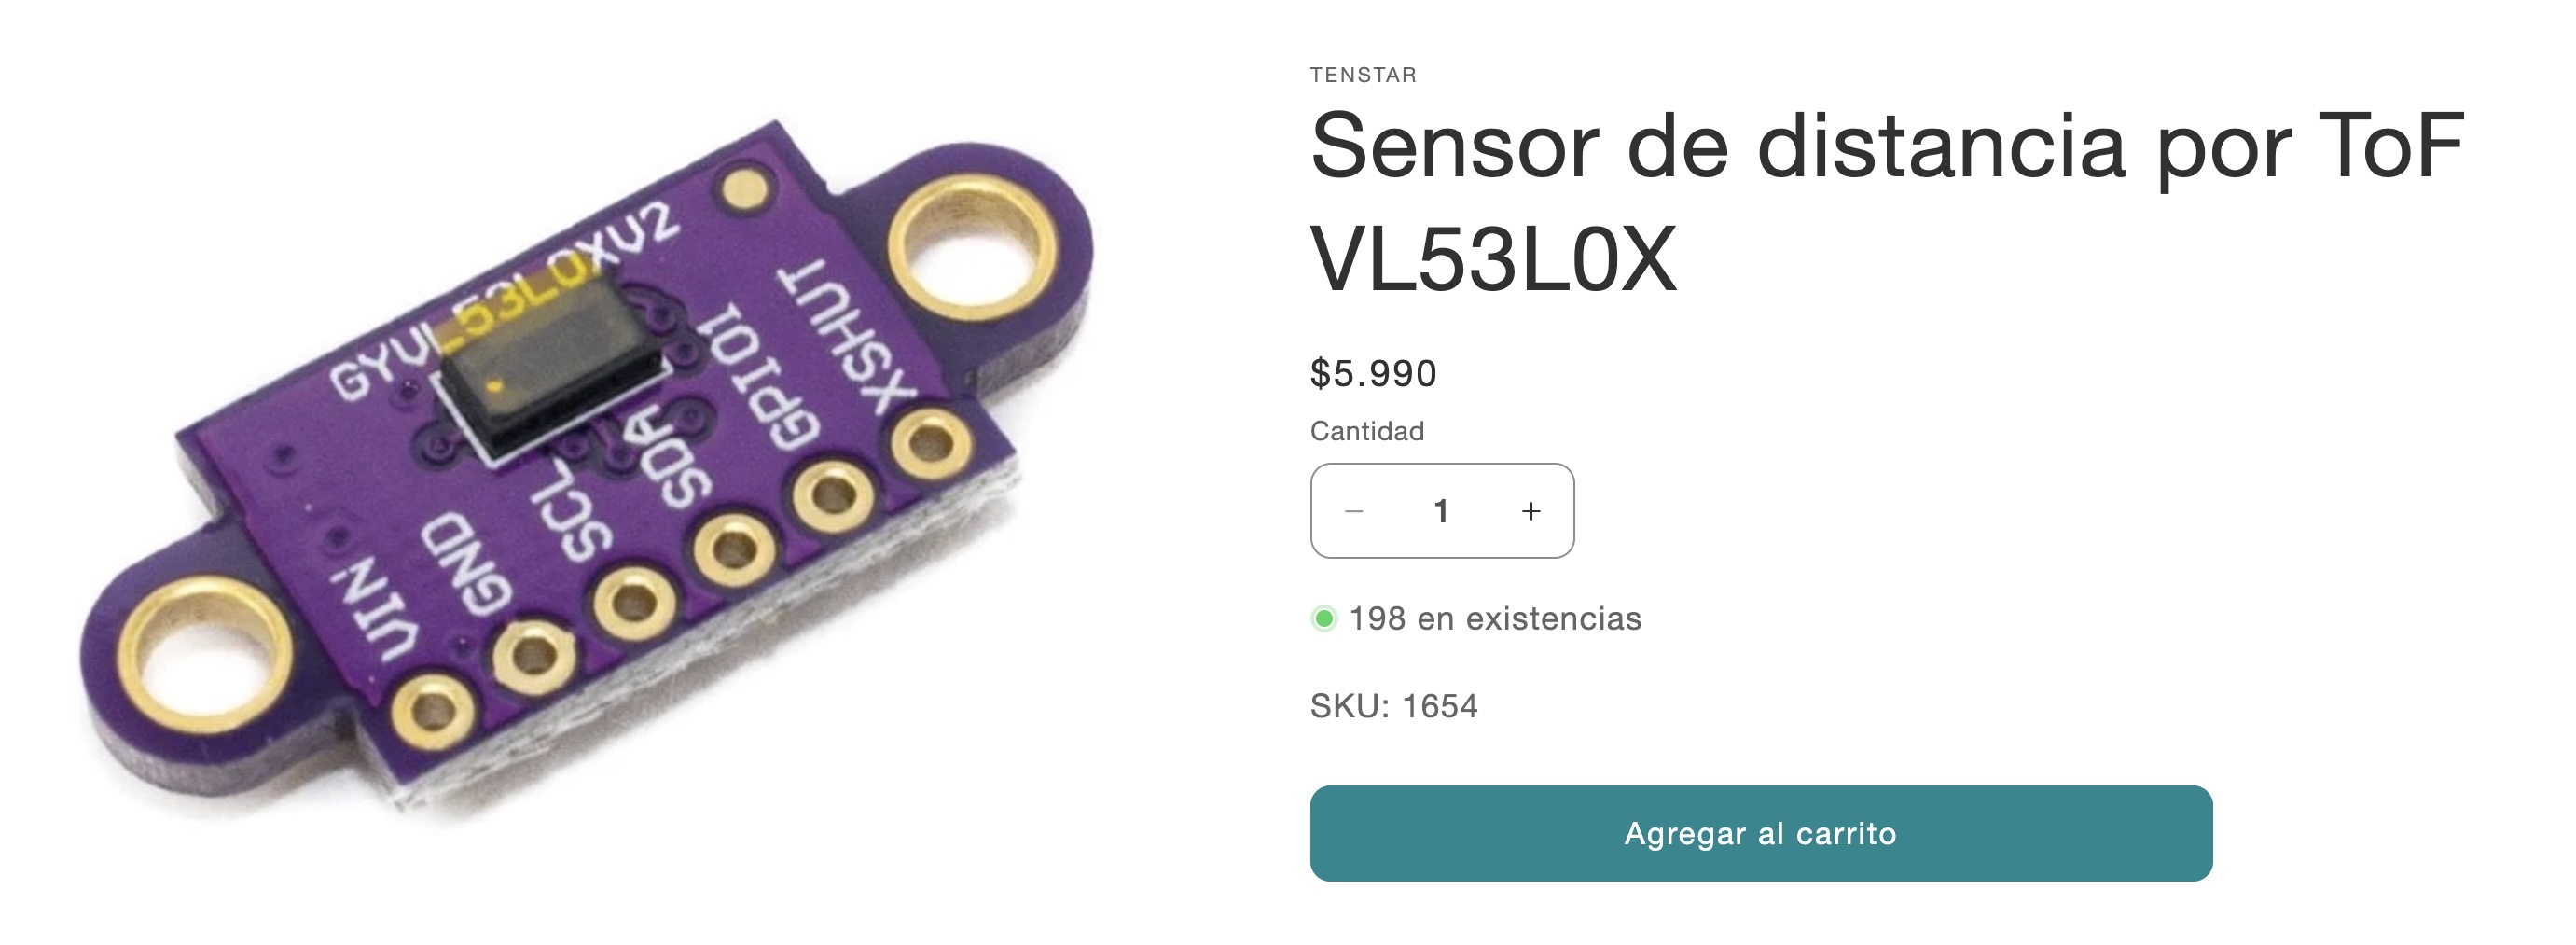 GYVL53L0XV2
VIN
GND
SCL
SDA
GPIO1
XSHUT
TENSTAR
Sensor de distancia por ToF
VL53L0X
$5.990
Cantidad
− 1 +
198 en existencias
SKU: 1654
Agregar al carrito